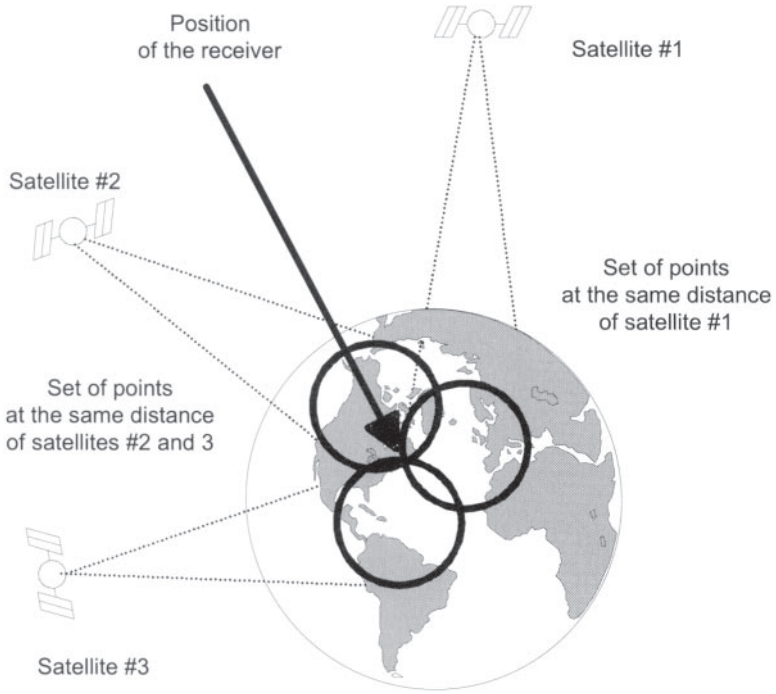 Position
of the receiver
Satellite #1
Satellite #2
Set of points
at the same distance
of satellite #1
Set of points
at the same distance
of satellites #2 and 3
Satellite #3